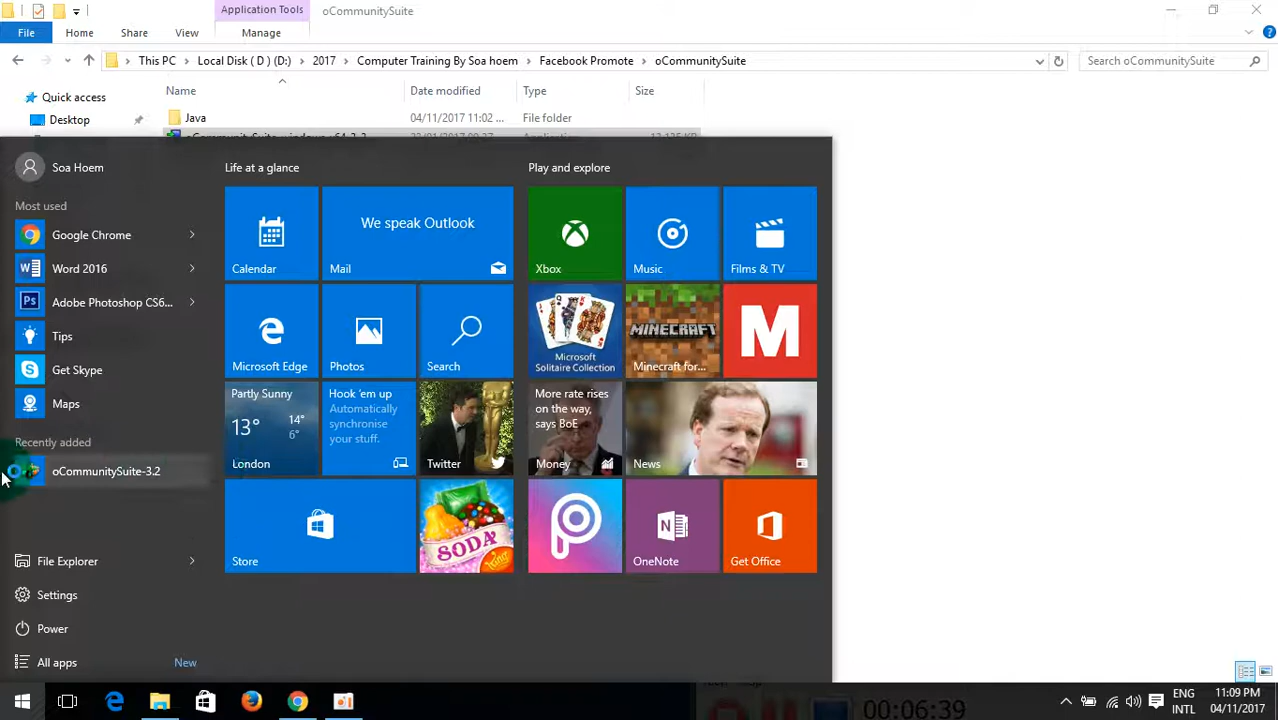 Application Tools
oCommunitySuite
File
Home
Share
View
Manage
This PC
Local Disk ( D ) (D:)
2017
Computer Training By Soa hoem
Facebook Promote
oCommunitySuite
Search oCommunitySuite
Quick access
Desktop
Name
Date modified
Type
Size
Java
04/11/2017 11:02 ...
File folder
Soa Hoem
Most used
Google Chrome
Word 2016
Adobe Photoshop CS6...
Tips
Get Skype
Maps
Recently added
oCommunitySuite-3.2
File Explorer
Settings
Power
All apps
New
Life at a glance
Calendar
We speak Outlook
Mail
Microsoft Edge
Photos
Search
Partly Sunny
13°
14°
6°
London
Hook 'em up
Automatically
synchronise
your stuff.
Twitter
Store
SODA
Play and explore
Xbox
Music
Films & TV
Microsoft
Solitaire Collection
MINECRAFT
Minecraft for...
M
More rate rises
on the way,
says BoE
Money
News
OneNote
Get Office
00:06:39
ENG
INTL
11:09 PM
04/11/2017